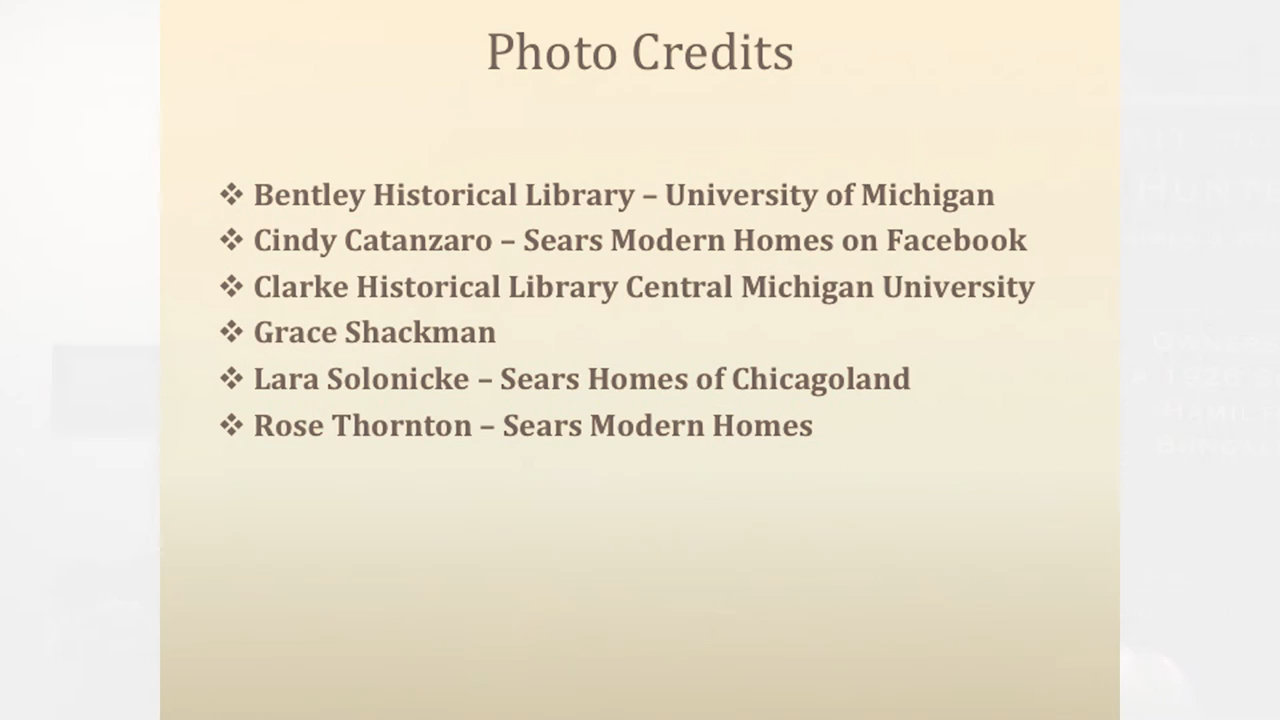 Photo Credits
❖ Bentley Historical Library – University of Michigan
❖ Cindy Catanzaro – Sears Modern Homes on Facebook
❖ Clarke Historical Library Central Michigan University
❖ Grace Shackman
❖ Lara Solonicke – Sears Homes of Chicagoland
❖ Rose Thornton – Sears Modern Homes